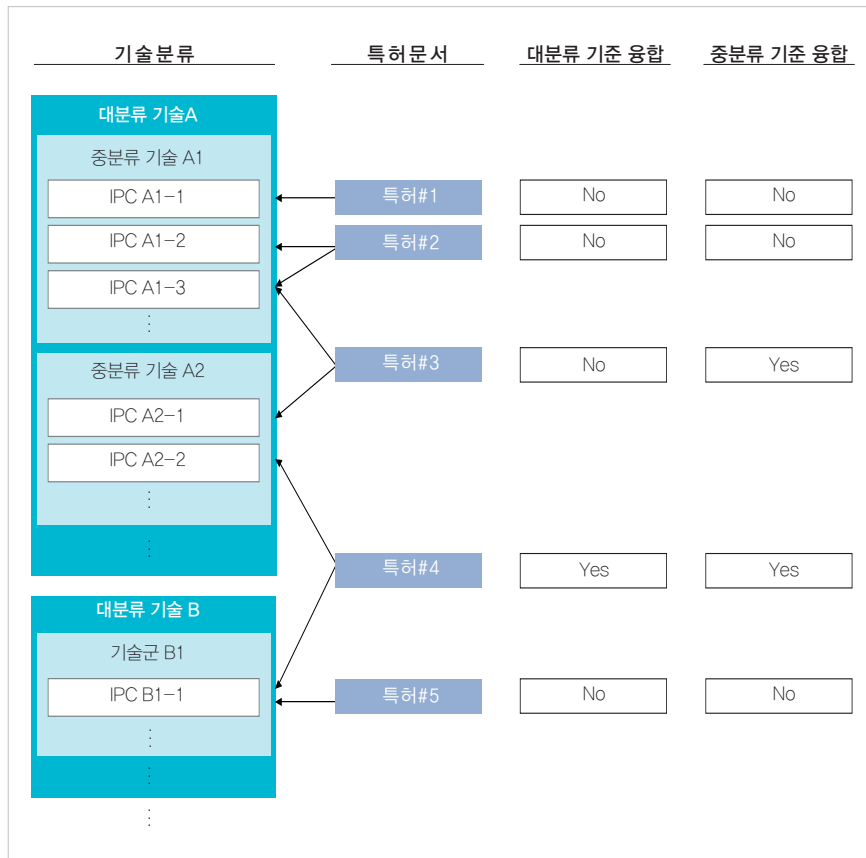 기술분류 특허문서 대분류 기준 융합 중분류 기준 융합
대분류 기술A
중분류 기술 A1
IPC A1-1 특허#1 No No
IPC A1-2 특허#2 No No
IPC A1-3
⋮
중분류 기술 A2 특허#3 No Yes
IPC A2-1
IPC A2-2
⋮
⋮
특허#4 Yes Yes
대분류 기술 B
기술군 B1
IPC B1-1 특허#5 No No
⋮
⋮
⋮